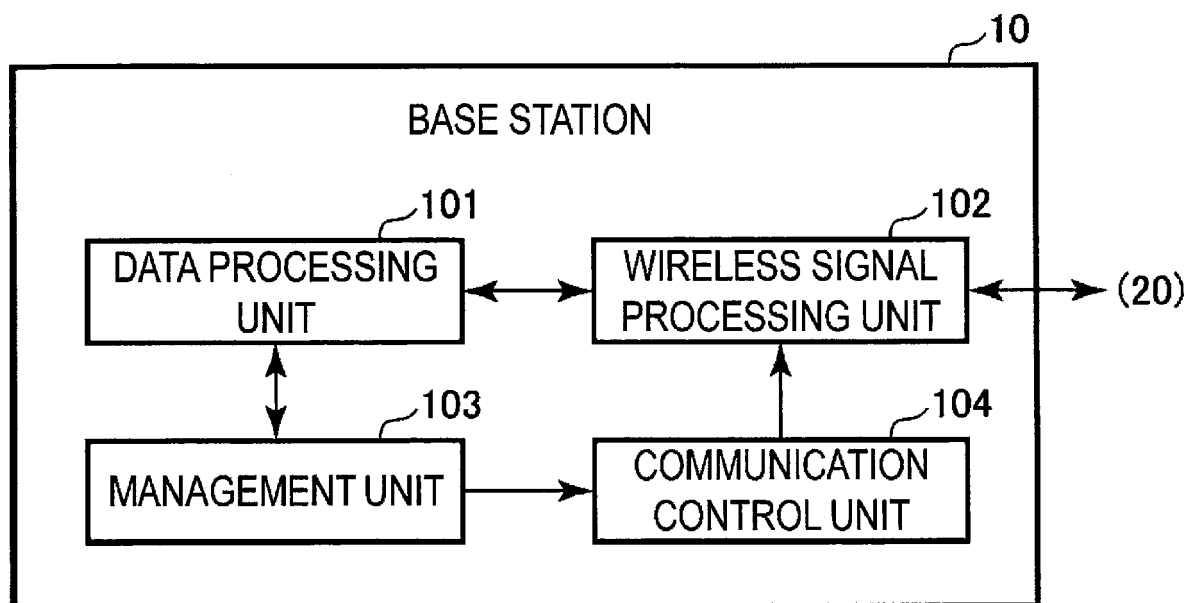 10
BASE STATION
101
102
DATA PROCESSING
UNIT
WIRELESS SIGNAL
PROCESSING UNIT
(20)
103
104
MANAGEMENT UNIT
COMMUNICATION
CONTROL UNIT